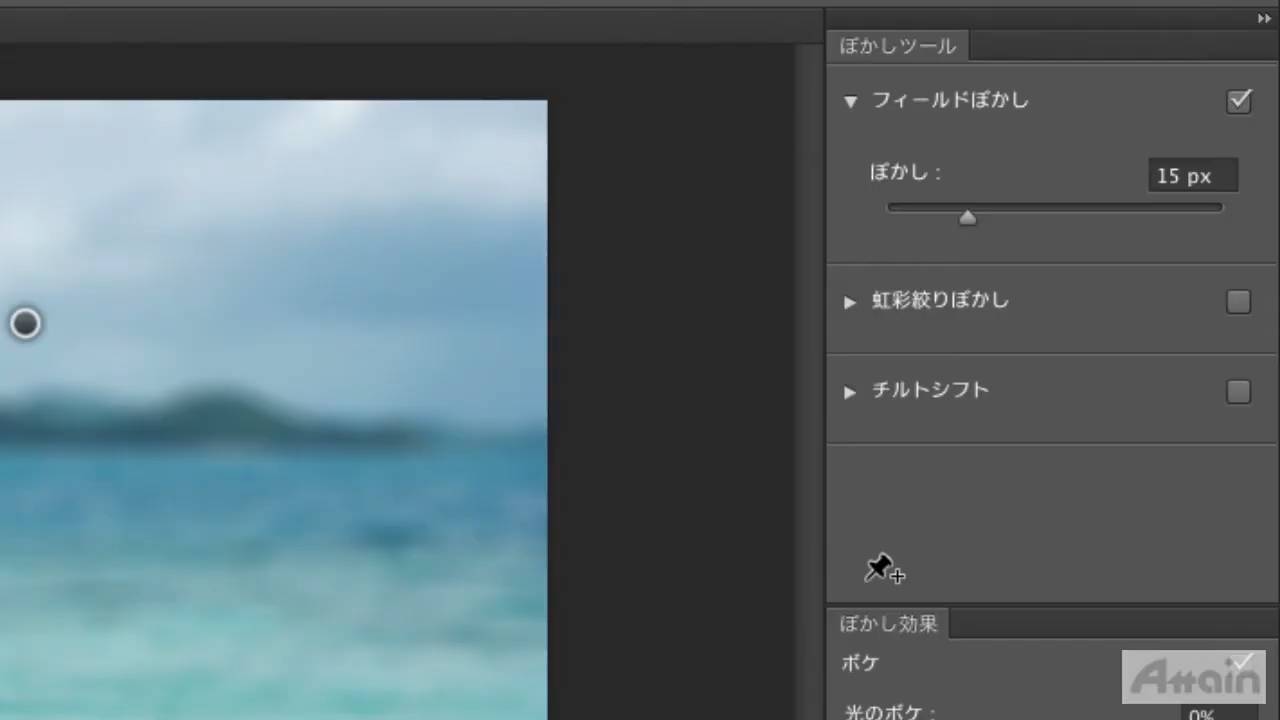 ぼかしツール
フィールドぼかし
ぼかし :
15 px
虹彩絞りぼかし
チルトシフト
ぼかし効果
ボケ
Attain
光のボケ :
0%